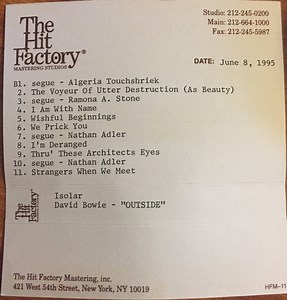 The
Hit
Factory®
MASTERING STUDIOS
Studio: 212-245-0200
Main: 212-664-1000
Fax: 212-245-5987
DATE: June 8, 1995
B1. segue - Algeria Touchshriek
2. The Voyeur Of Utter Destruction (As Beauty)
3. segue - Ramona A. Stone
4. I Am With Name
5. Wishful Beginnings
6. We Prick You
7. segue - Nathan Adler
8. I'm Deranged
9. Thru' These Architects Eyes
10. segue - Nathan Adler
11. Strangers When We Meet
The
Hit
Factory
Isolar
David Bowie - "OUTSIDE"
The Hit Factory Mastering, inc.
421 West 54th Street, New York, NY 10019
HFM-11